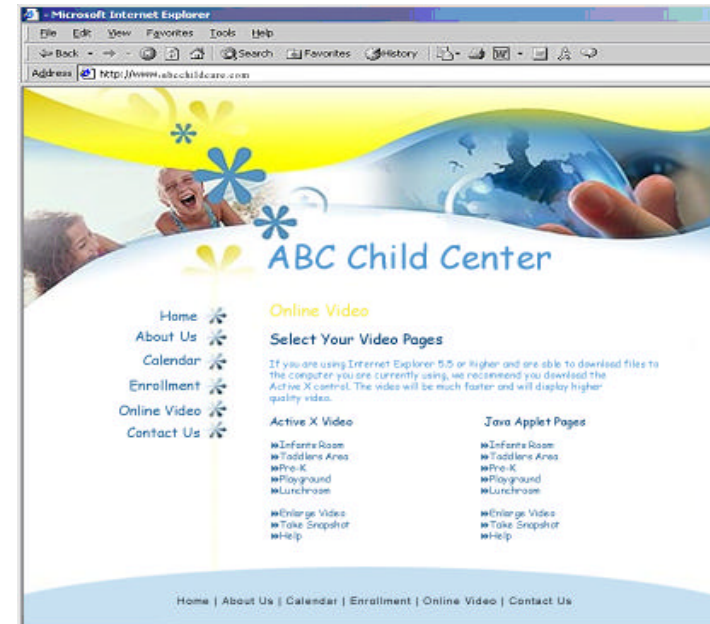 - Microsoft Internet Explorer
File Edit View Favorites Tools Help
Back Search Favorites History
Address http://www.abcchildcare.com
ABC Child Center
Home
About Us
Calendar
Enrollment
Online Video
Contact Us
Online Video
Select Your Video Pages
If you are using Internet Explorer 5.5 or higher and are able to download files to
the computer you are currently using, we recommend you download the
Active X control. The video will be much faster and will display higher
quality video.
Active X Video
Infants Room
Toddlers Area
Pre-K
Playground
Lunchroom
Enlarge Video
Take Snapshot
Help
Java Applet Pages
Infants Room
Toddlers Area
Pre-K
Playground
Lunchroom
Enlarge Video
Take Snapshot
Help
Home | About Us | Calendar | Enrollment | Online Video | Contact Us